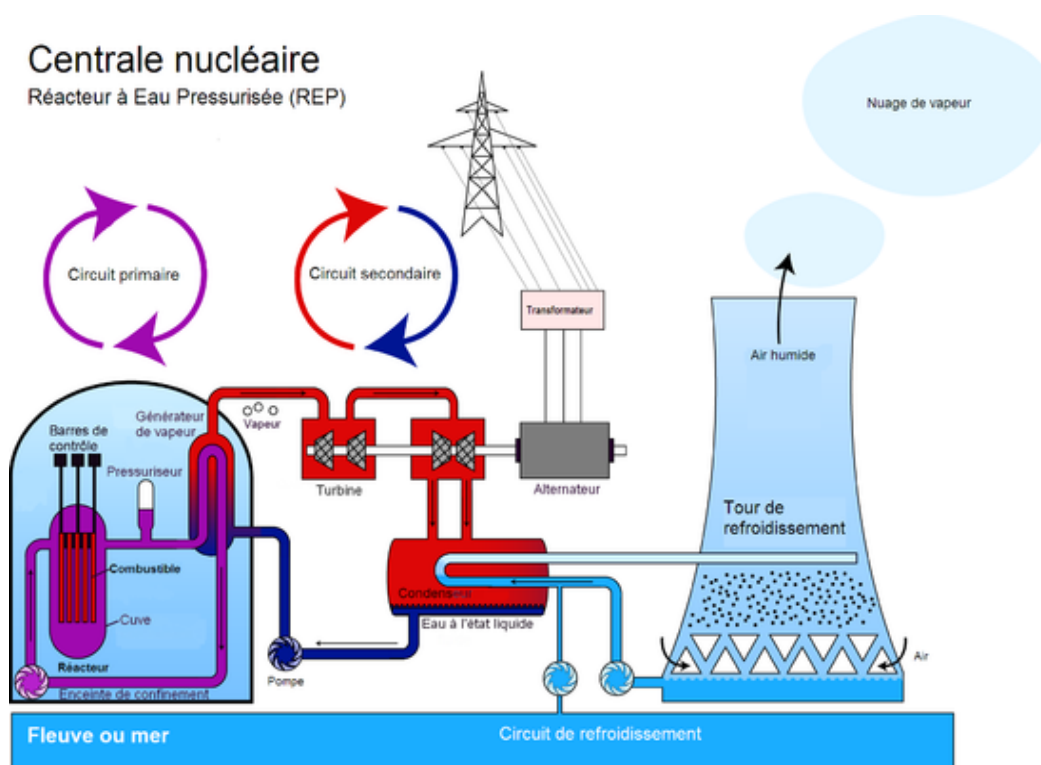 Centrale nucléaire
Réacteur à Eau Pressurisée (REP)
Nuage de vapeur
Circuit primaire
Circuit secondaire
Transformateur
Air humide
Générateur
de vapeur
Vapeur
Barres de
contrôle
Pressuriseur
Turbine
Alternateur
Tour de
refroidissement
Combustible
Cuve
Réacteur
Enceinte de confinement
Eau à l'état liquide
Pompe
Air
Fleuve ou mer
Circuit de refroidissement